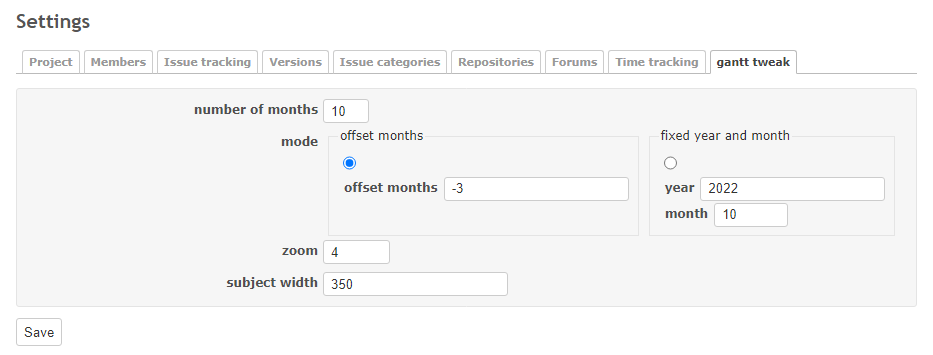 Settings
Project Members Issue tracking Versions Issue categories Repositories Forums Time tracking gantt tweak
number of months 10
mode offset months fixed year and month
offset months -3 year 2022
month 10
zoom 4
subject width 350
Save